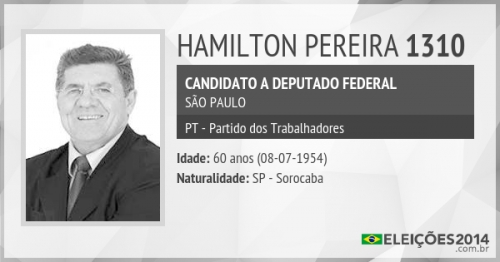 HAMILTON PEREIRA 1310
CANDIDATO A DEPUTADO FEDERAL
SÃO PAULO
PT - Partido dos Trabalhadores
Idade: 60 anos (08-07-1954)
Naturalidade: SP - Sorocaba
ELEIÇÕES2014
.com.br